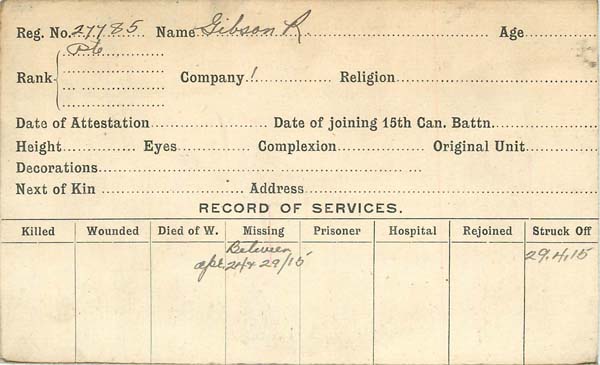 Reg. No. 27785 Name Gibson R. Age
Pte
Rank Company 1 Religion
Date of Attestation Date of joining 15th Can. Battn.
Height Eyes Complexion Original Unit
Decorations
Next of Kin Address
RECORD OF SERVICES.
Killed Wounded Died of W. Missing Prisoner Hospital Rejoined Struck Off
Between 29.4.15
apl. 24 & 29/15